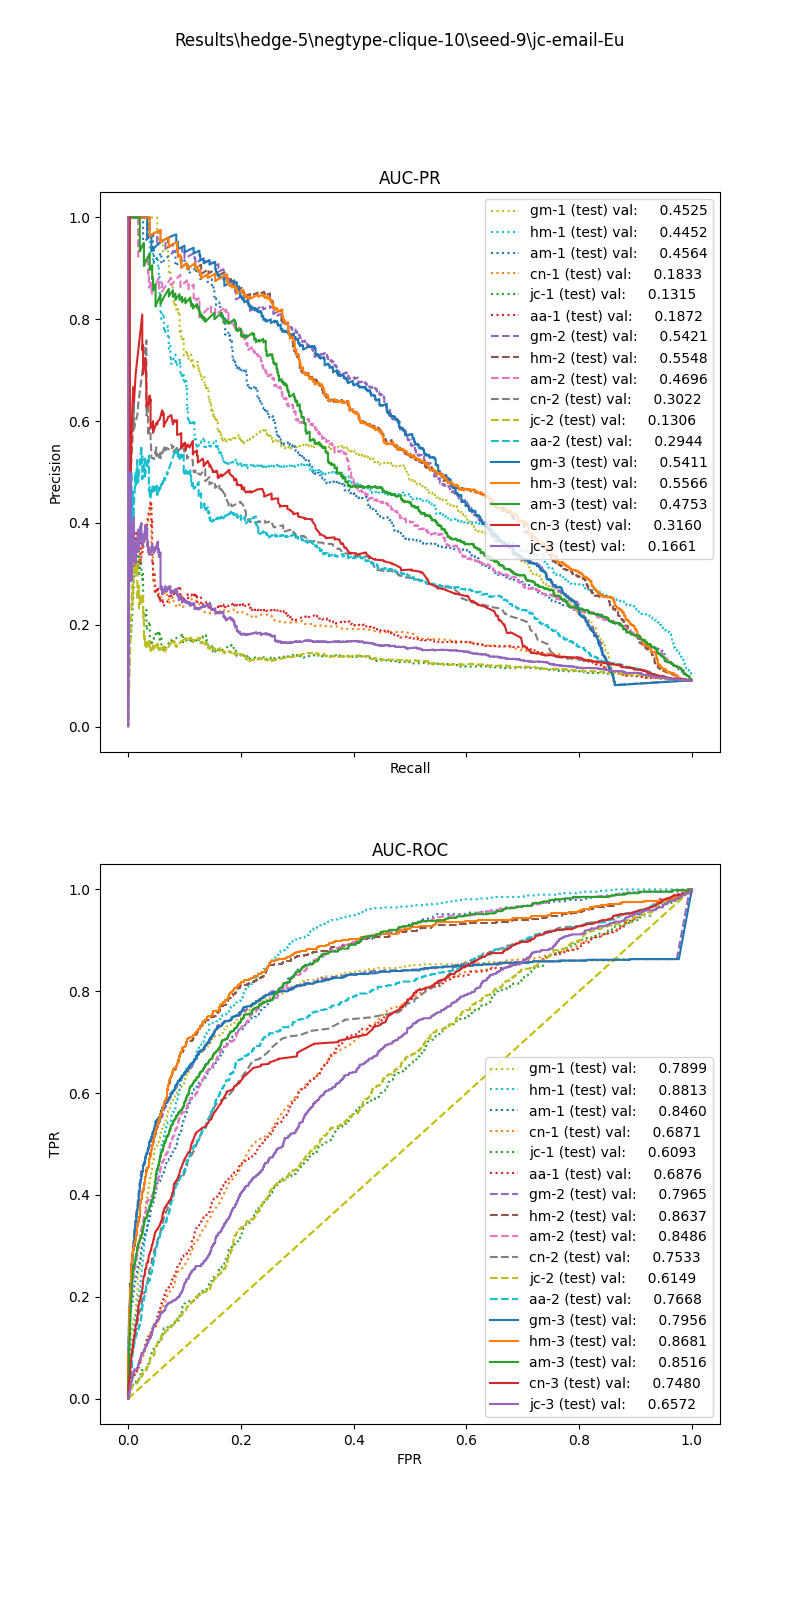 Results\hedge-5\negtype-clique-10\seed-9\jc-email-Eu
AUC-PR
1.0
0.8
0.6
0.4
0.2
0.0
Precision
Recall
gm-1 (test) val: 0.4525
hm-1 (test) val: 0.4452
am-1 (test) val: 0.4564
cn-1 (test) val: 0.1833
jc-1 (test) val: 0.1315
aa-1 (test) val: 0.1872
gm-2 (test) val: 0.5421
hm-2 (test) val: 0.5548
am-2 (test) val: 0.4696
cn-2 (test) val: 0.3022
jc-2 (test) val: 0.1306
aa-2 (test) val: 0.2944
gm-3 (test) val: 0.5411
hm-3 (test) val: 0.5566
am-3 (test) val: 0.4753
cn-3 (test) val: 0.3160
jc-3 (test) val: 0.1661
AUC-ROC
1.0
0.8
0.6
0.4
0.2
0.0
TPR
0.0 0.2 0.4 0.6 0.8 1.0
FPR
gm-1 (test) val: 0.7899
hm-1 (test) val: 0.8813
am-1 (test) val: 0.8460
cn-1 (test) val: 0.6871
jc-1 (test) val: 0.6093
aa-1 (test) val: 0.6876
gm-2 (test) val: 0.7965
hm-2 (test) val: 0.8637
am-2 (test) val: 0.8486
cn-2 (test) val: 0.7533
jc-2 (test) val: 0.6149
aa-2 (test) val: 0.7668
gm-3 (test) val: 0.7956
hm-3 (test) val: 0.8681
am-3 (test) val: 0.8516
cn-3 (test) val: 0.7480
jc-3 (test) val: 0.6572